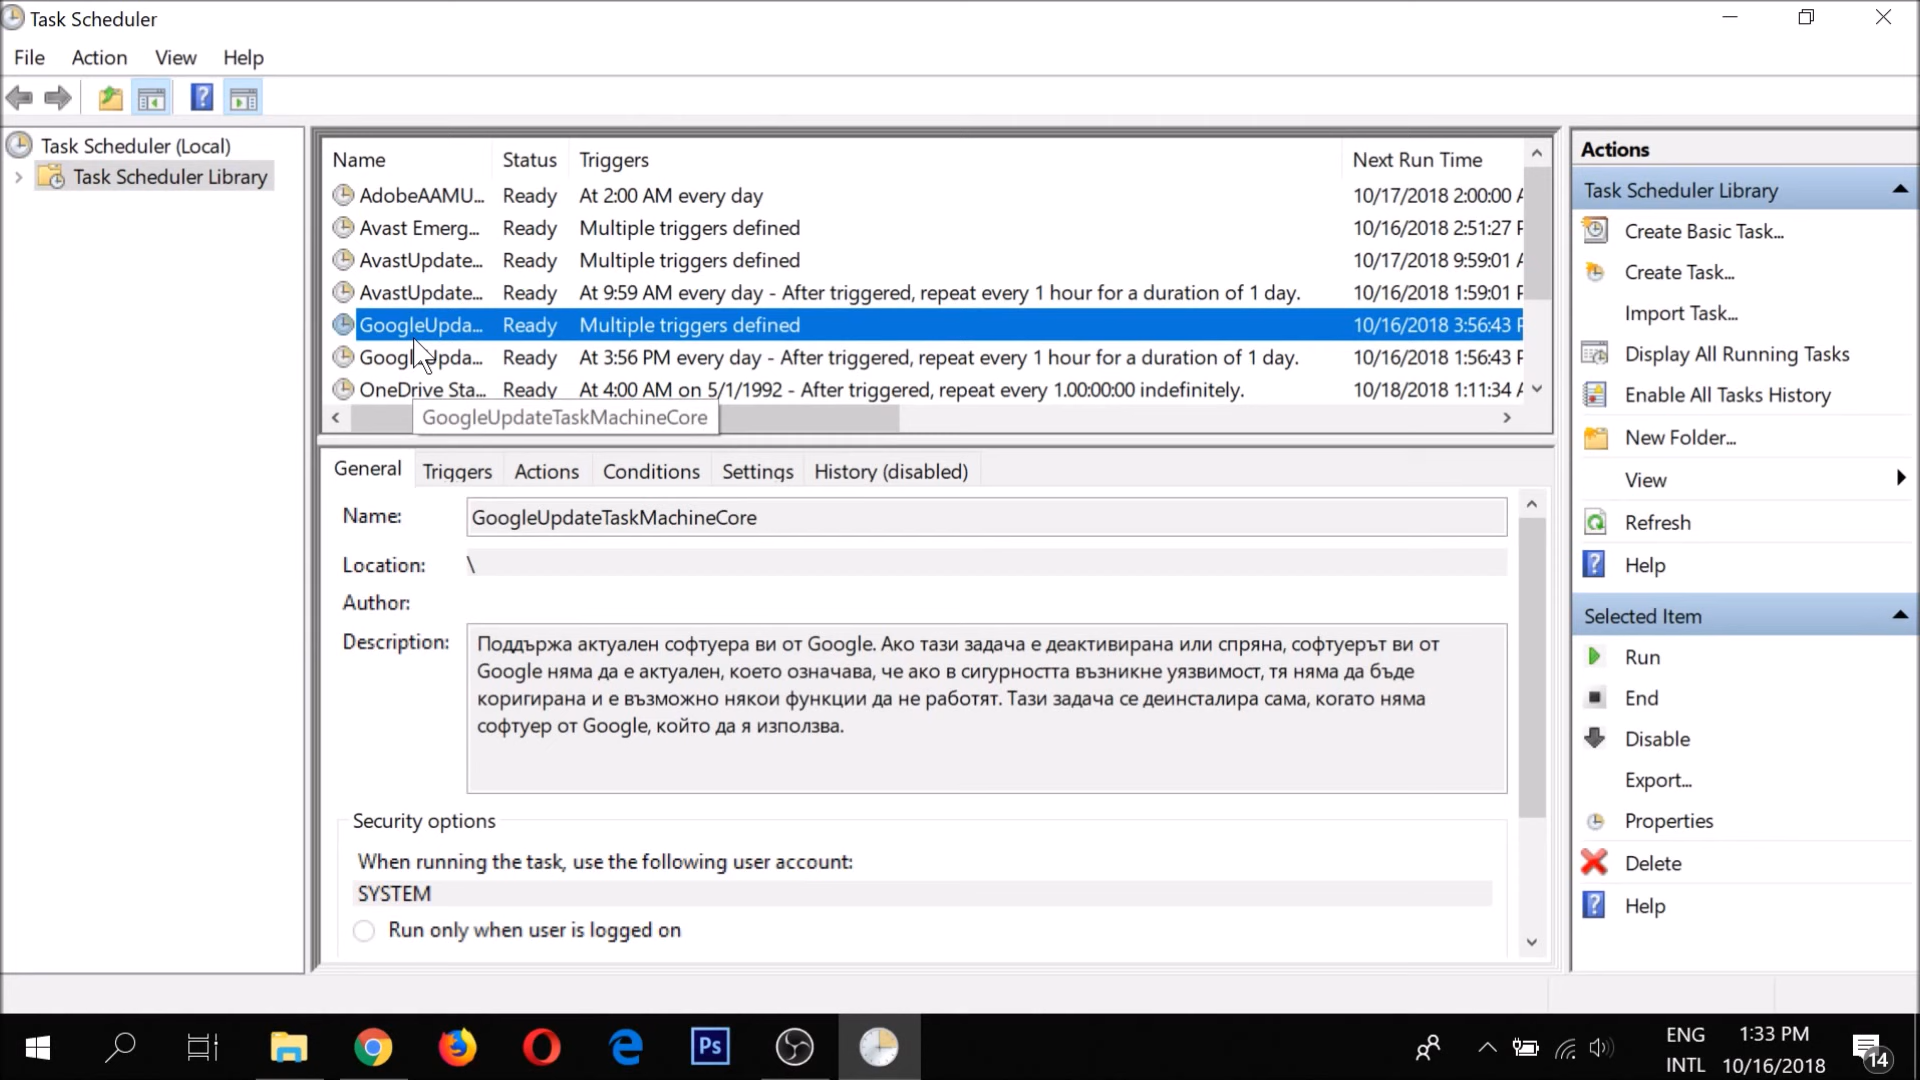 Task Scheduler
File Action View Help
Task Scheduler (Local)
Task Scheduler Library
Name Status Triggers Next Run Time
AdobeAAMU... Ready At 2:00 AM every day 10/17/2018 2:00:00 A
Avast Emerg... Ready Multiple triggers defined 10/16/2018 2:51:27 P
AvastUpdate... Ready Multiple triggers defined 10/17/2018 9:59:01 A
AvastUpdate... Ready At 9:59 AM every day - After triggered, repeat every 1 hour for a duration of 1 day. 10/16/2018 1:59:01 P
GoogleUpda... Ready Multiple triggers defined 10/16/2018 3:56:43 P
GoogleUpda... Ready At 3:56 PM every day - After triggered, repeat every 1 hour for a duration of 1 day. 10/16/2018 1:56:43 P
OneDrive Sta... Ready At 4:00 AM on 5/1/1992 - After triggered, repeat every 1.00:00:00 indefinitely. 10/18/2018 1:11:34 A
GoogleUpdateTaskMachineCore
General Triggers Actions Conditions Settings History (disabled)
Name: GoogleUpdateTaskMachineCore
Location: \
Author:
Description: Поддържа актуален софтуера ви от Google. Ако тази задача е деактивирана или спряна, софтуерът ви от
Google няма да е актуален, което означава, че ако в сигурността възникне уязвимост, тя няма да бъде
коригирана и е възможно някои функции да не работят. Тази задача се деинсталира сама, когато няма
софтуер от Google, който да я използва.
Security options
When running the task, use the following user account:
SYSTEM
Run only when user is logged on
Actions
Task Scheduler Library
Create Basic Task...
Create Task...
Import Task...
Display All Running Tasks
Enable All Tasks History
New Folder...
View
Refresh
Help
Selected Item
Run
End
Disable
Export...
Properties
Delete
Help
Ps
ENG 1:33 PM
INTL 10/16/2018
14